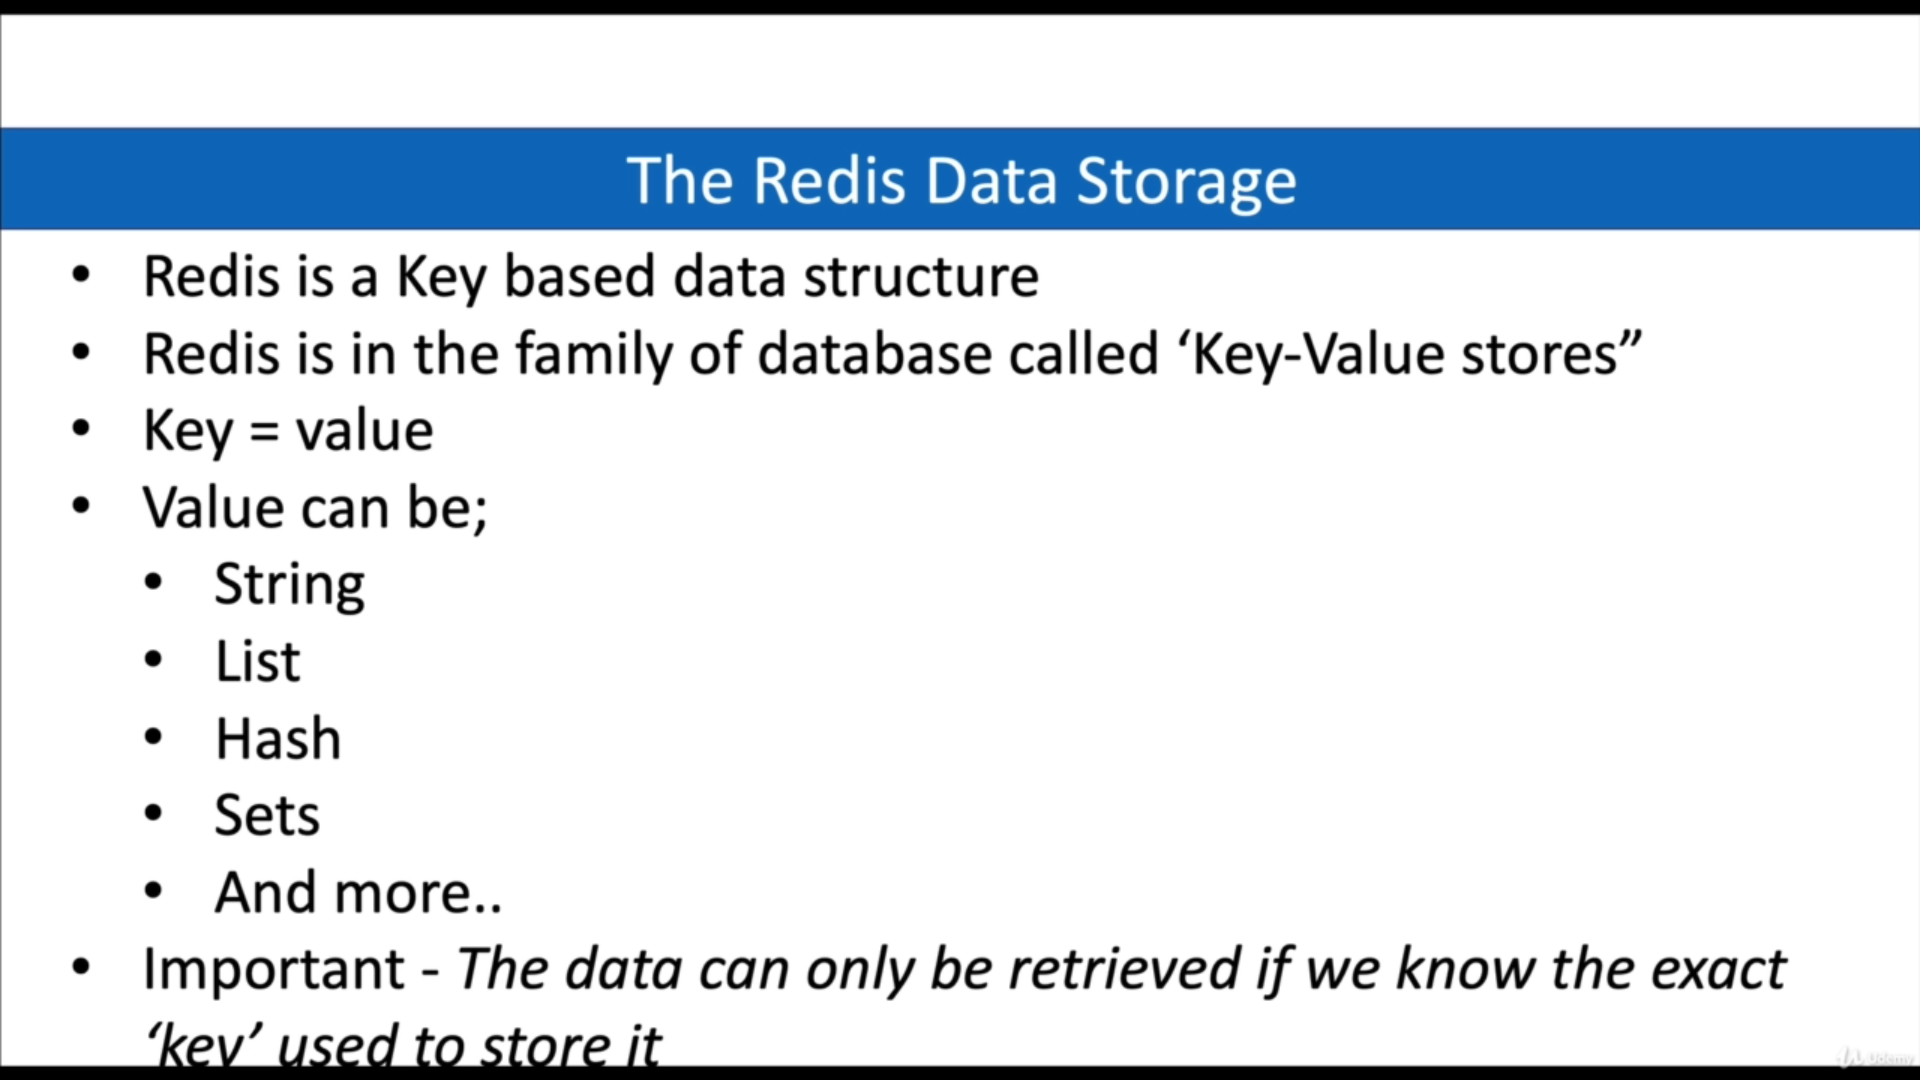 The Redis Data Storage
• Redis is a Key based data structure
• Redis is in the family of database called ‘Key-Value stores”
• Key = value
• Value can be;
• String
• List
• Hash
• Sets
• And more..
• Important - The data can only be retrieved if we know the exact
‘key’ used to store it
Udemy